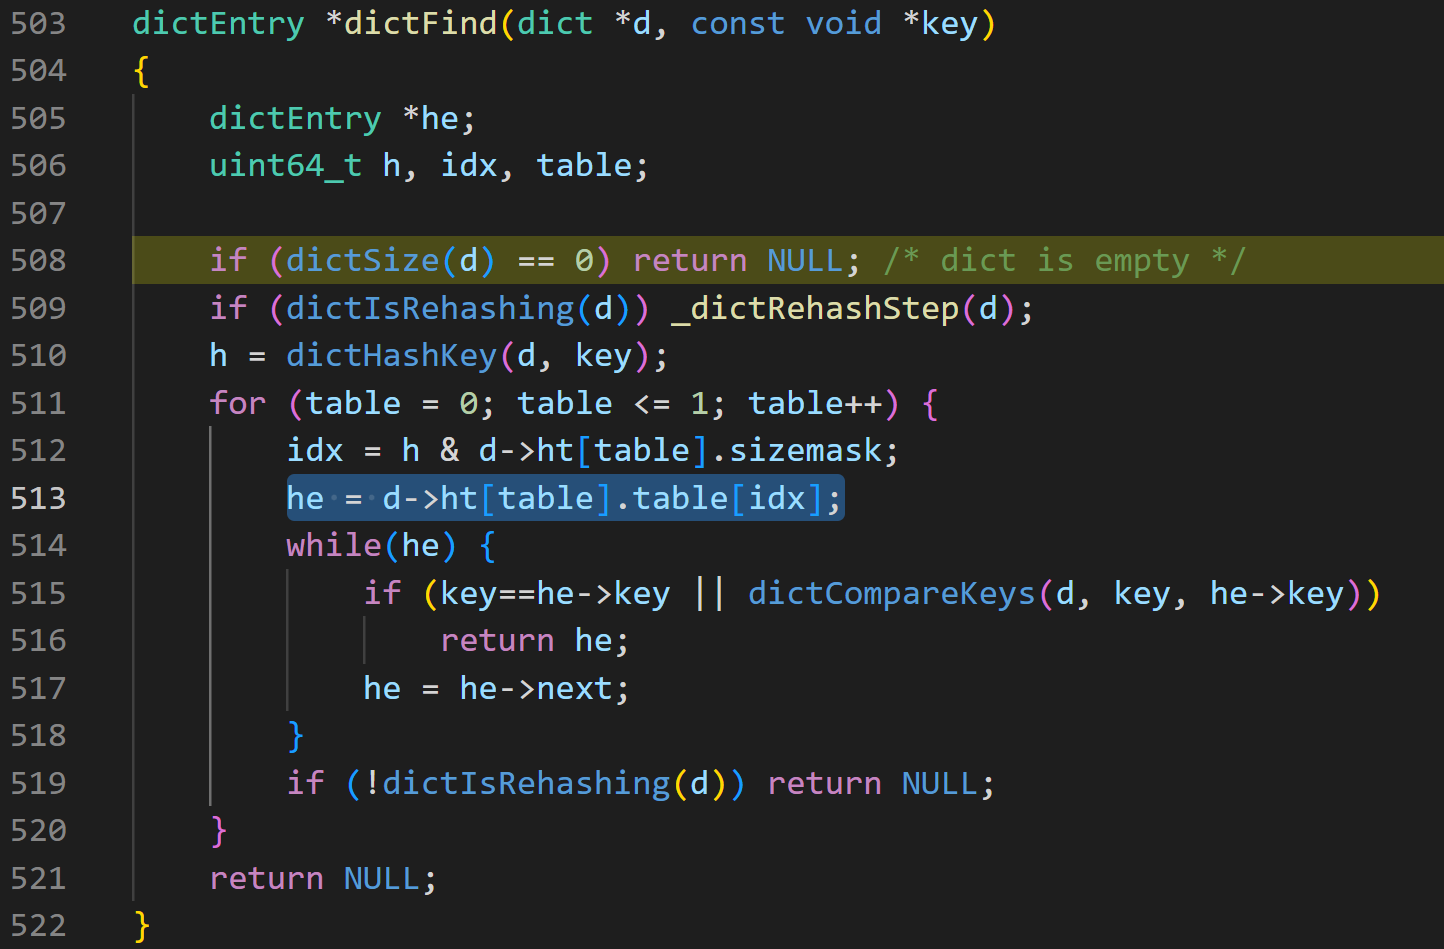 503 dictEntry *dictFind(dict *d, const void *key)
504 {
505     dictEntry *he;
506     uint64_t h, idx, table;
507
508     if (dictSize(d) == 0) return NULL; /* dict is empty */
509     if (dictIsRehashing(d)) _dictRehashStep(d);
510     h = dictHashKey(d, key);
511     for (table = 0; table <= 1; table++) {
512         idx = h & d->ht[table].sizemask;
513         he = d->ht[table].table[idx];
514         while(he) {
515             if (key==he->key || dictCompareKeys(d, key, he->key))
516                 return he;
517             he = he->next;
518         }
519         if (!dictIsRehashing(d)) return NULL;
520     }
521     return NULL;
522 }